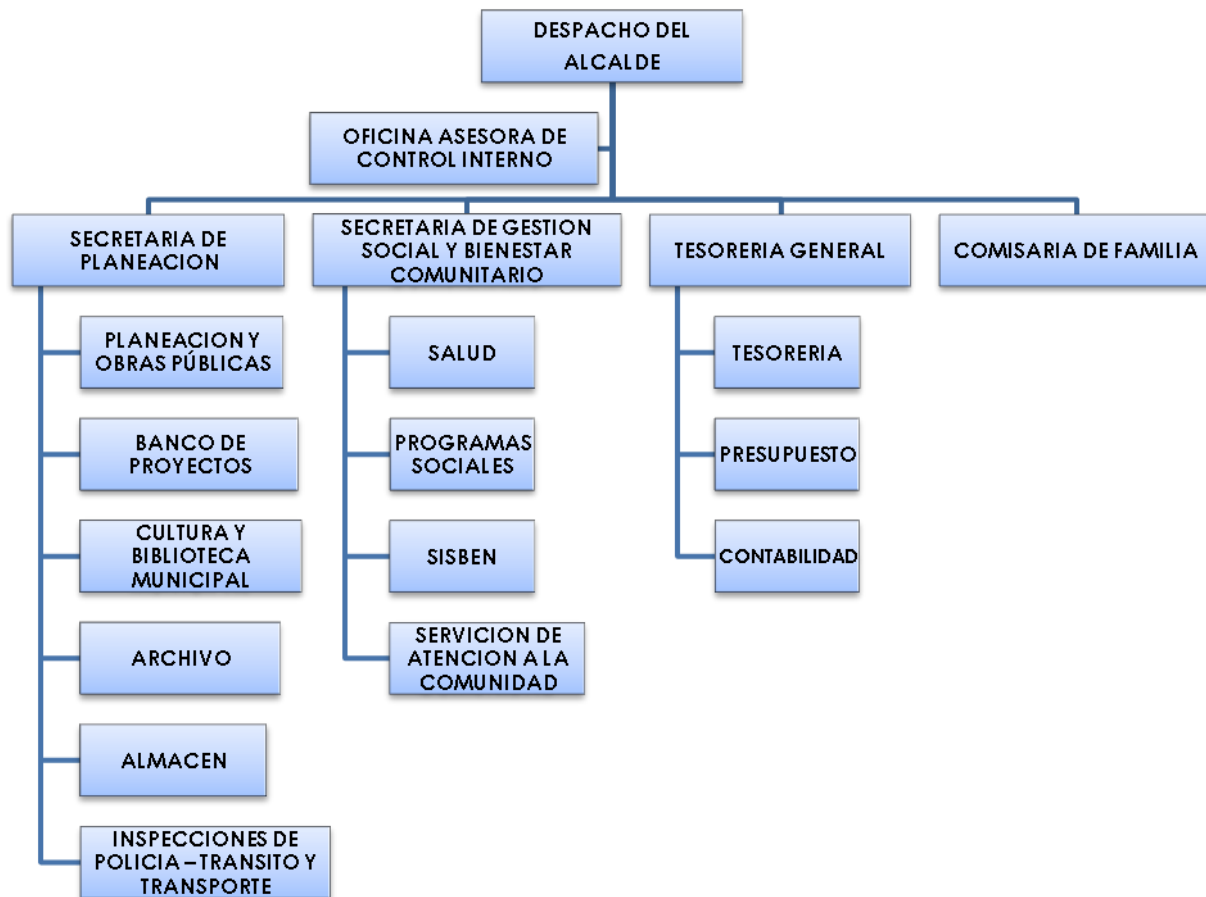 DESPACHO DEL
ALCALDE
OFICINA ASESORA DE
CONTROL INTERNO
SECRETARIA DE
PLANEACION
SECRETARIA DE GESTION
SOCIAL Y BIENESTAR
COMUNITARIO
TESORERIA GENERAL
COMISARIA DE FAMILIA
PLANEACION Y
OBRAS PÚBLICAS
BANCO DE
PROYECTOS
CULTURA Y
BIBLIOTECA
MUNICIPAL
ARCHIVO
ALMACEN
INSPECCIONES DE
POLICIA – TRANSITO Y
TRANSPORTE
SALUD
PROGRAMAS
SOCIALES
SISBEN
SERVICION DE
ATENCION A LA
COMUNIDAD
TESORERIA
PRESUPUESTO
CONTABILIDAD